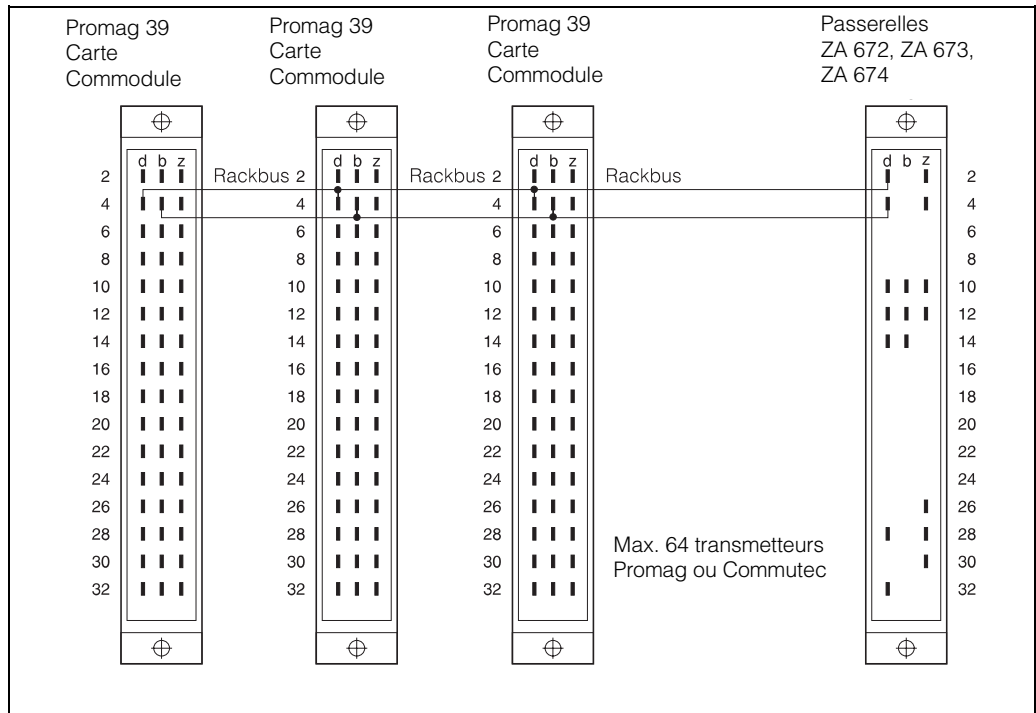 Promag 39
Carte
Commodule
Promag 39
Carte
Commodule
Promag 39
Carte
Commodule
Passerelles
ZA 672, ZA 673,
ZA 674
d b z d b z d b z d b z
2 Rackbus 2 Rackbus 2 Rackbus 2
4 4 4 4
6 6 6 6
8 8 8 8
10 10 10 10
12 12 12 12
14 14 14 14
16 16 16 16
18 18 18 18
20 20 20 20
22 22 22 22
24 24 24 24
26 26 26 26
28 28 28 28
30 30 30 30
32 32 32 32
Max. 64 transmetteurs
Promag ou Commutec